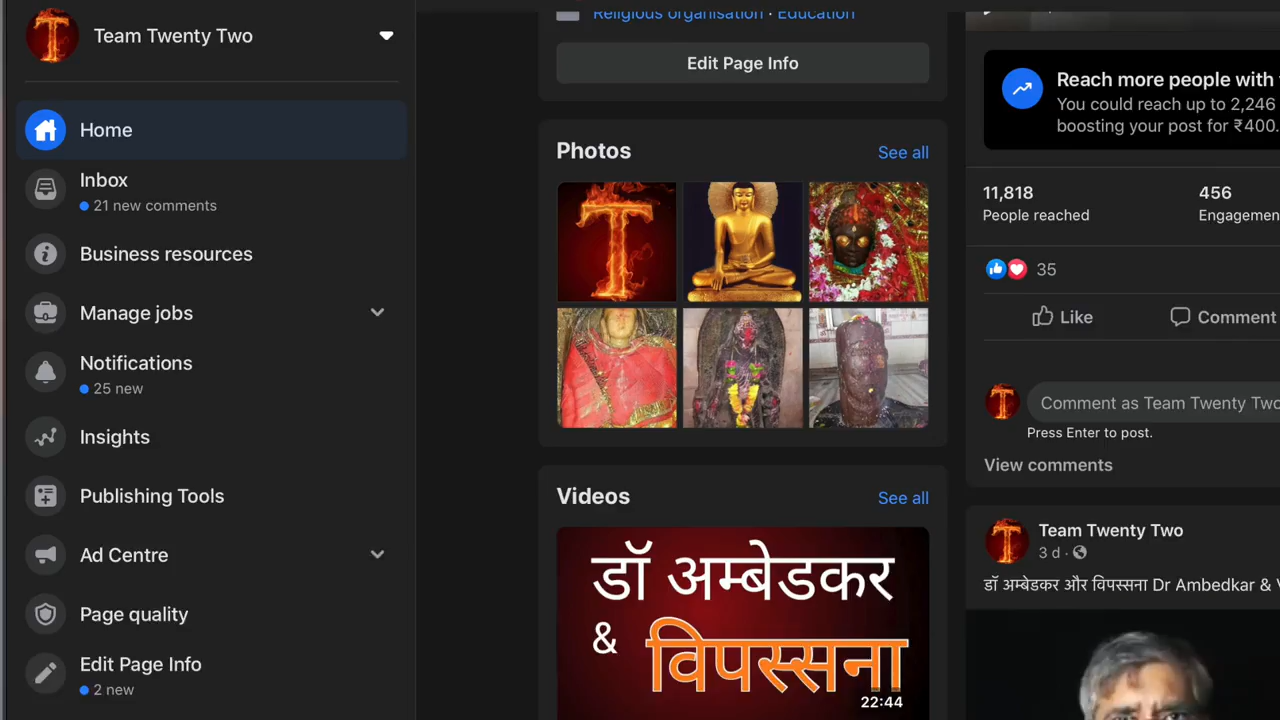 Team Twenty Two
Home
Inbox
21 new comments
Business resources
Manage jobs
Notifications
25 new
Insights
Publishing Tools
Ad Centre
Page quality
Edit Page Info
2 new
Religious organisation · Education
Edit Page Info
Photos
See all
T
Videos
See all
डॉ अम्बेडकर
& विपस्सना
22:44
Reach more people with
You could reach up to 2,246
boosting your post for ₹400.
11,818
People reached
456
Engagemen
35
Like
Comment
Comment as Team Twenty Two
Press Enter to post.
View comments
Team Twenty Two
3 d ·
डॉ अम्बेडकर और विपस्सना Dr Ambedkar &